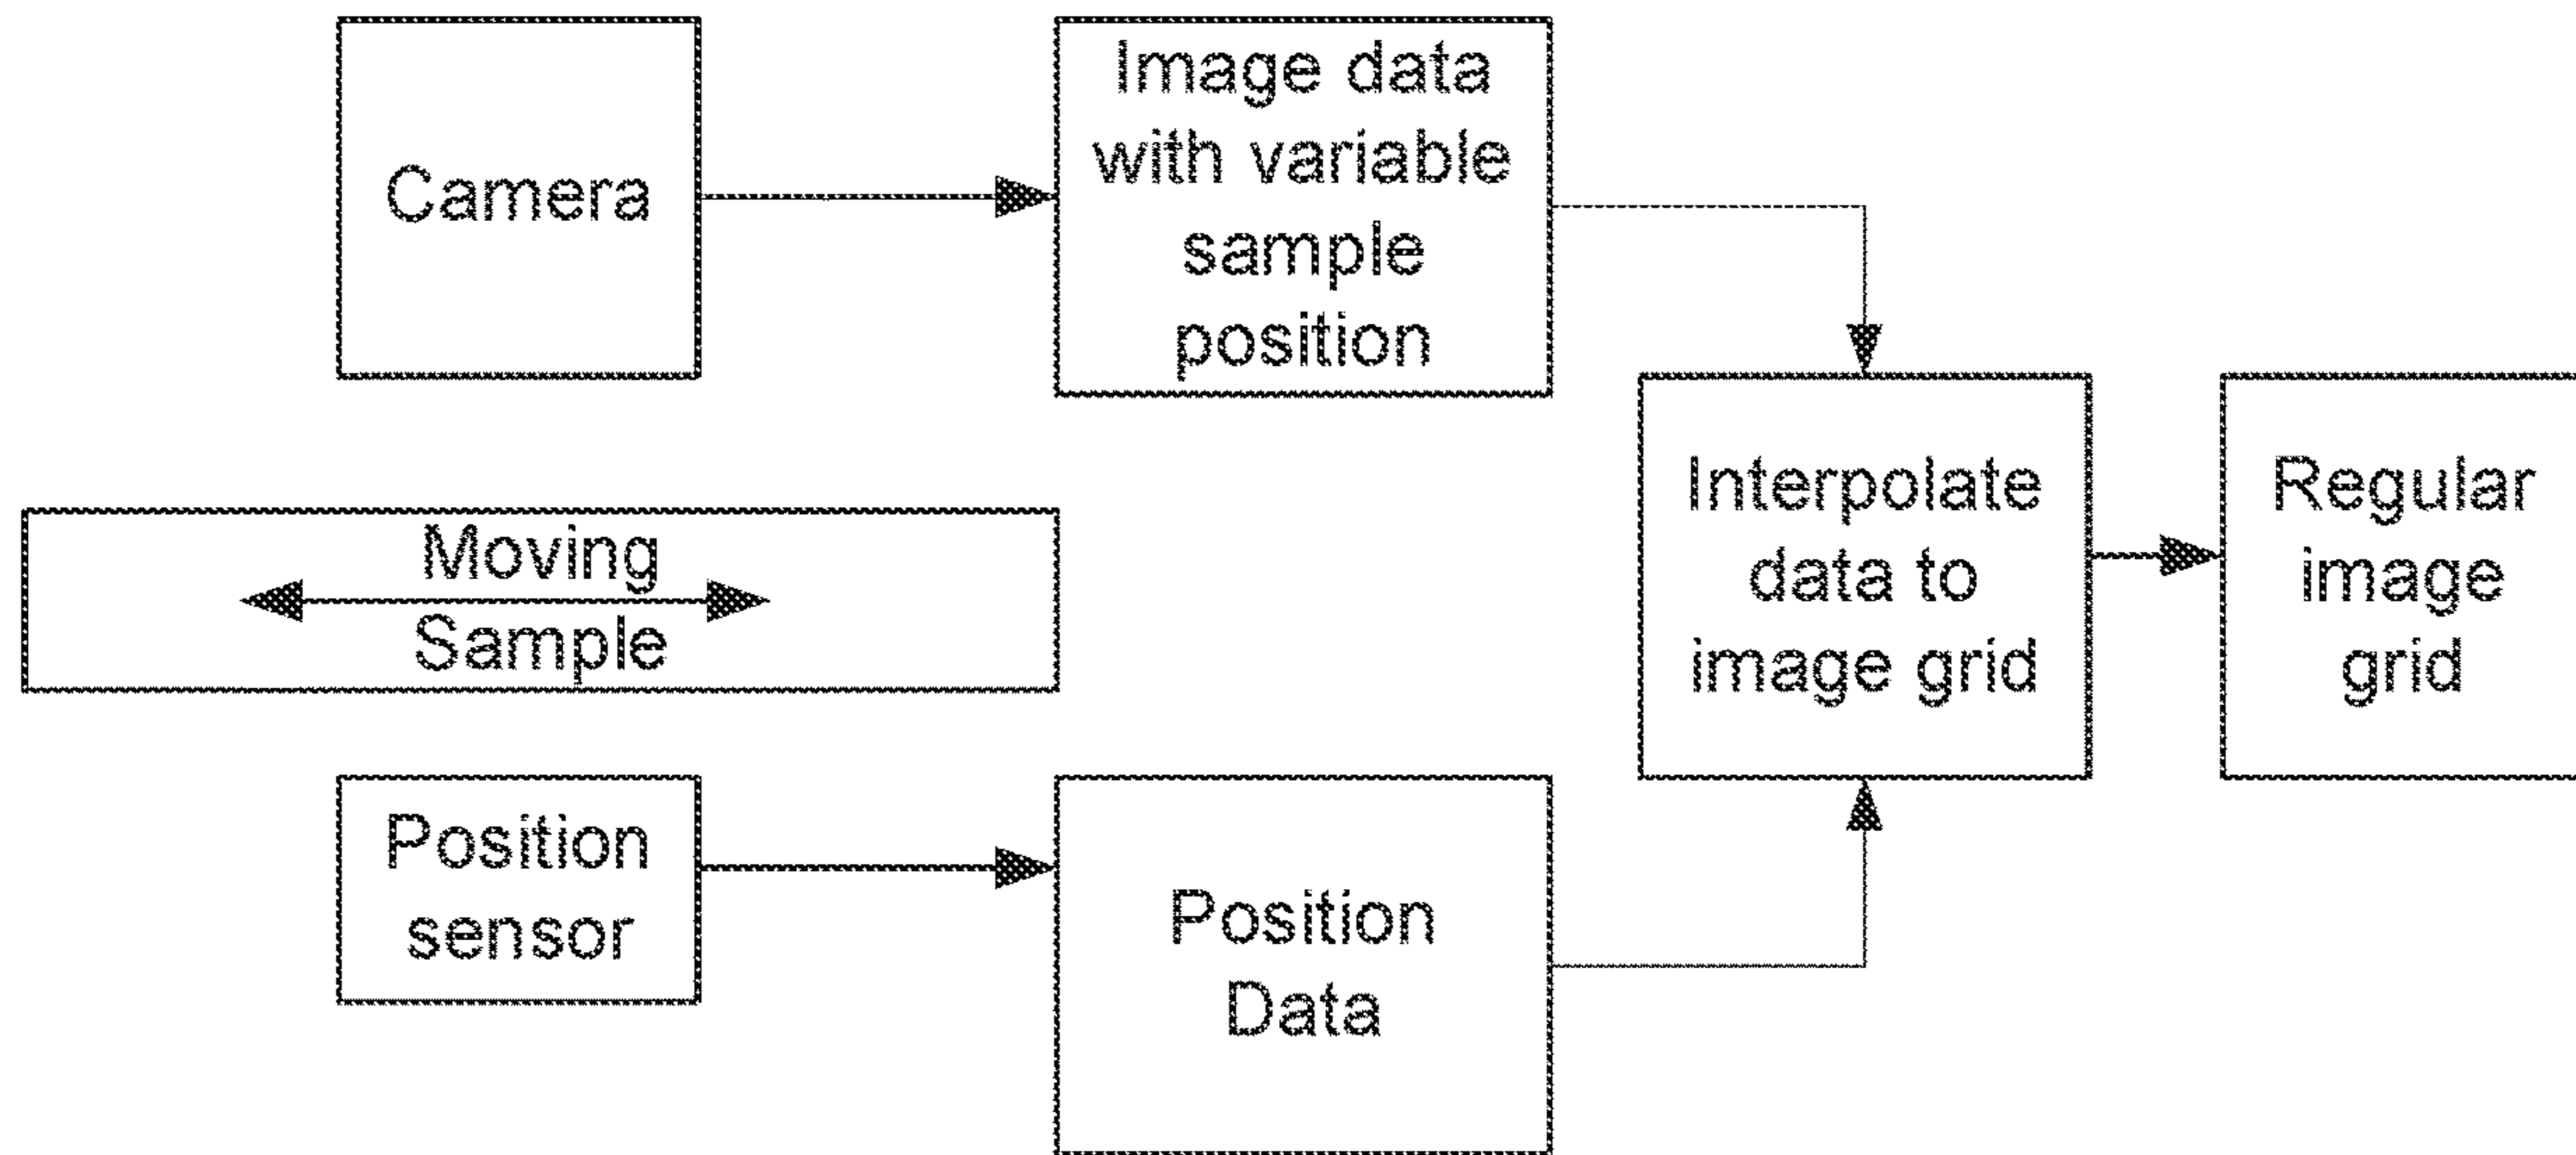 Camera
Image data
with variable
sample
position
Moving
Sample
Interpolate
data to
image grid
Regular
image
grid
Position
sensor
Position
Data